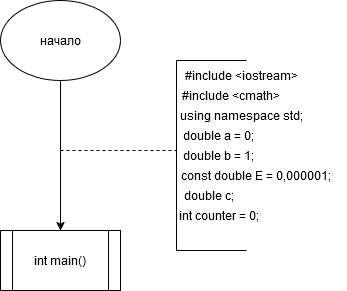 начало
#include <iostream>
#include <cmath>
using namespace std;
double a = 0;
double b = 1;
const double E = 0,000001;
double c;
int counter = 0;
int main()